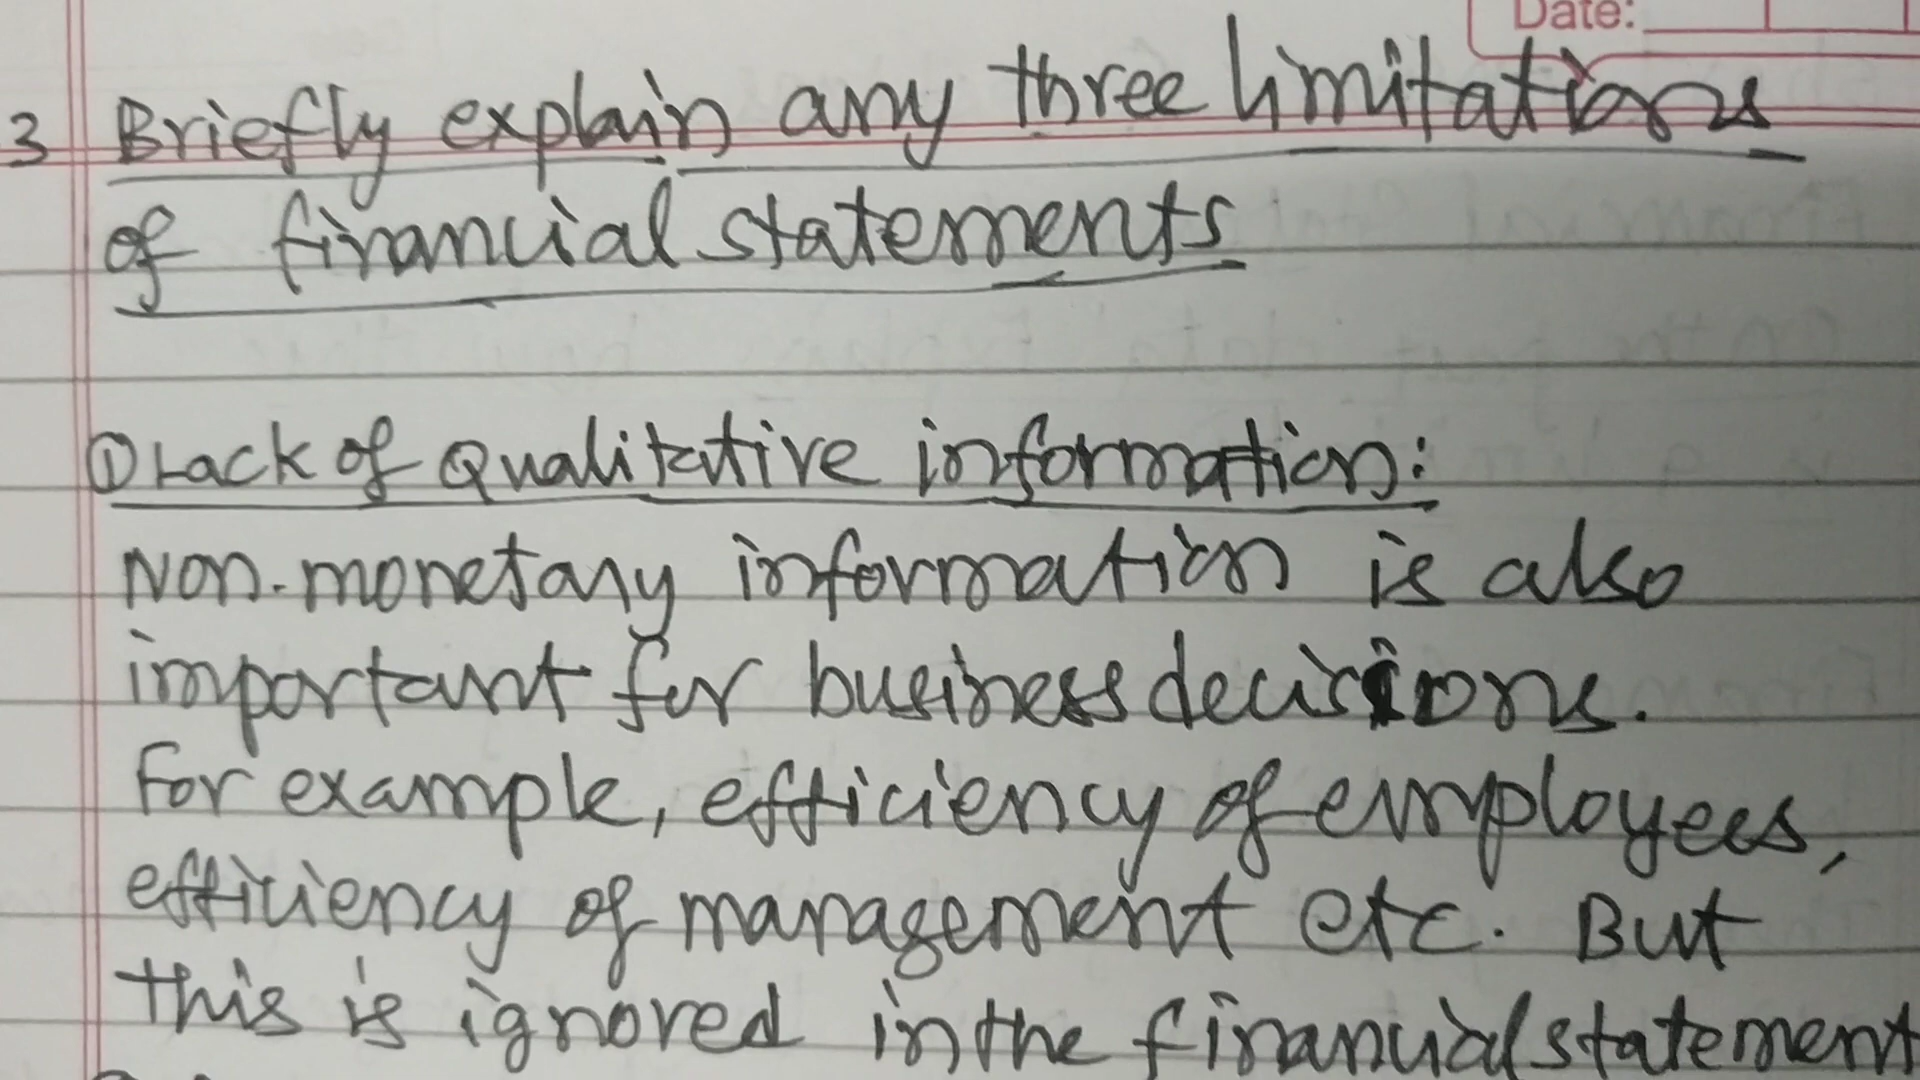 Date:
3 Briefly explain any three limitations
of financial statements
① Lack of Qualitative information:
Non-monetary information is also
important for business decisions.
For example, efficiency of employees,
efficiency of management etc. But
this is ignored in the financial statement